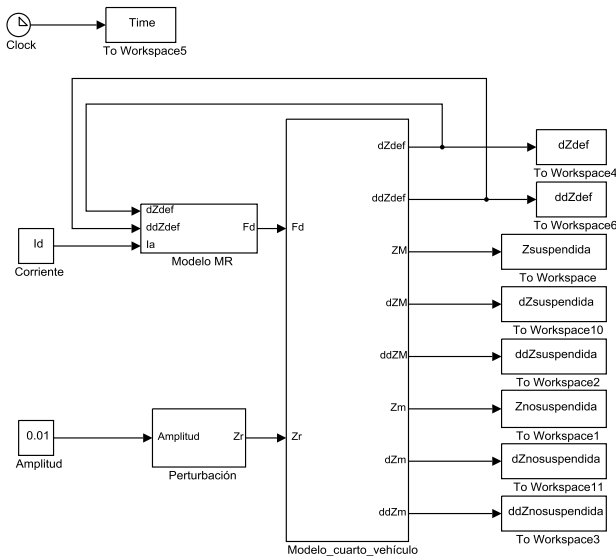 Time
Clock
To Workspace5
dZdef
dZdef
To Workspace4
ddZdef
ddZdef
To Workspace6
dZdef
ddZdef
Ia
Fd
Modelo MR
Fd
Id
Corriente
ZM
Zsuspendida
To Workspace
dZM
dZsuspendida
To Workspace10
ddZM
ddZsuspendida
To Workspace2
Zm
Znosuspendida
To Workspace1
0.01
Amplitud
Amplitud
Zr
Perturbación
Zr
dZm
dZnosuspendida
To Workspace11
ddZm
ddZnosuspendida
To Workspace3
Modelo_cuarto_vehículo